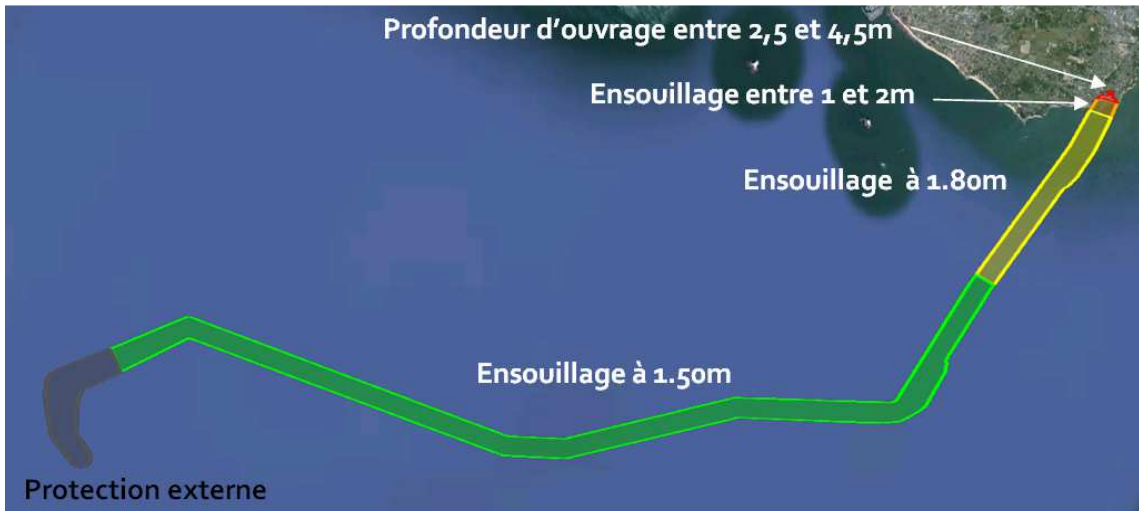 Profondeur d'ouvrage entre 2,5 et 4,5m
Ensouillage entre 1 et 2m
Ensouillage à 1.80m
Ensouillage à 1.50m
Protection externe